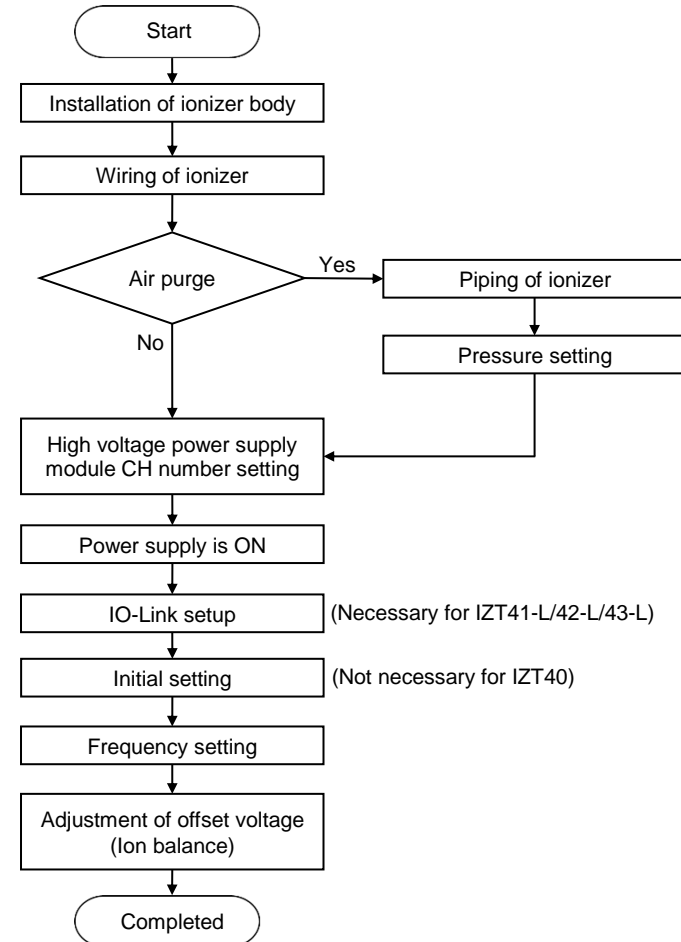 Start
Installation of ionizer body
Wiring of ionizer
Air purge
Yes
Piping of ionizer
No
Pressure setting
High voltage power supply
module CH number setting
Power supply is ON
IO-Link setup
(Necessary for IZT41-L/42-L/43-L)
Initial setting
(Not necessary for IZT40)
Frequency setting
Adjustment of offset voltage
(Ion balance)
Completed